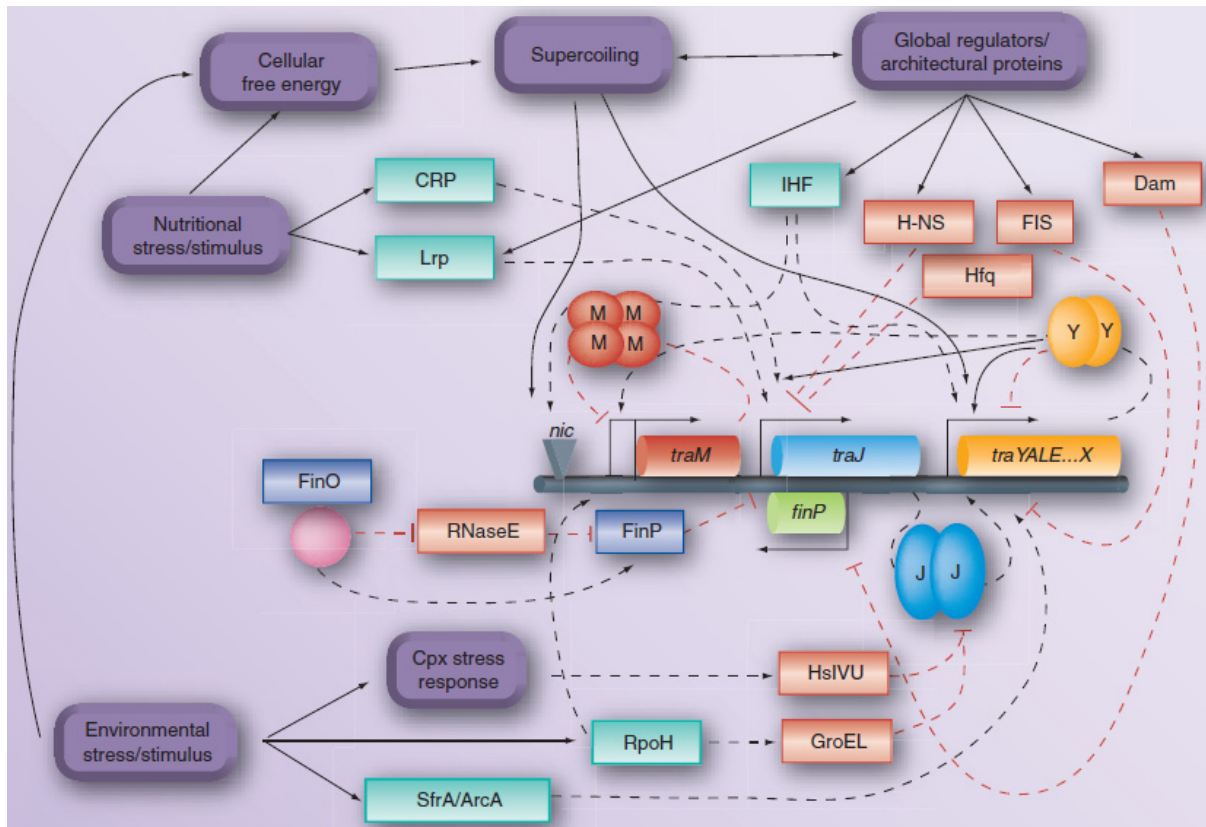 Cellular
free energy
Supercoiling
Global regulators/
architectural proteins
CRP
IHF
Dam
Nutritional
stress/stimulus
H-NS
FIS
Lrp
Hfq
M M
M M
Y Y
nic
traM
traJ
traYALE...X
FinO
finP
RNaseE
FinP
J J
Cpx stress
response
HslVU
Environmental
stress/stimulus
RpoH
GroEL
SfrA/ArcA